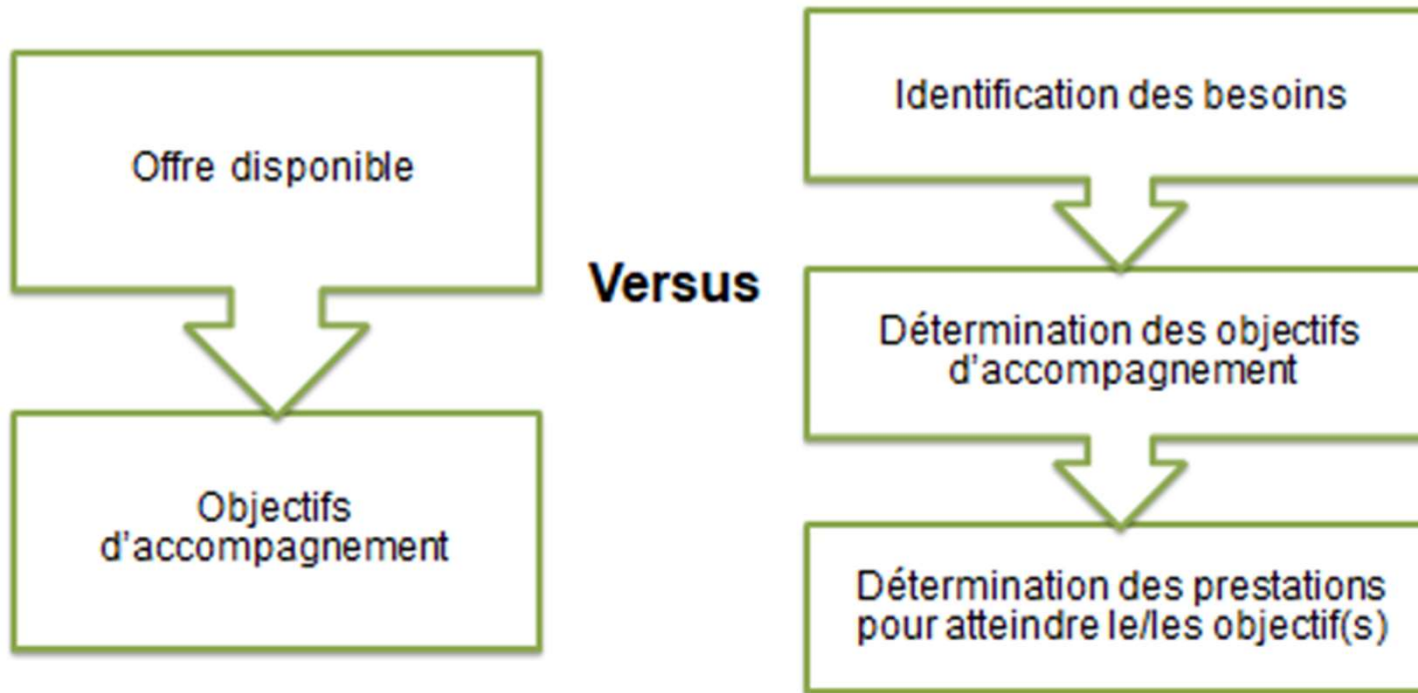 Offre disponible
Objectifs
d'accompagnement
Versus
Identification des besoins
Détermination des objectifs
d'accompagnement
Détermination des prestations
pour atteindre le/les objectif(s)